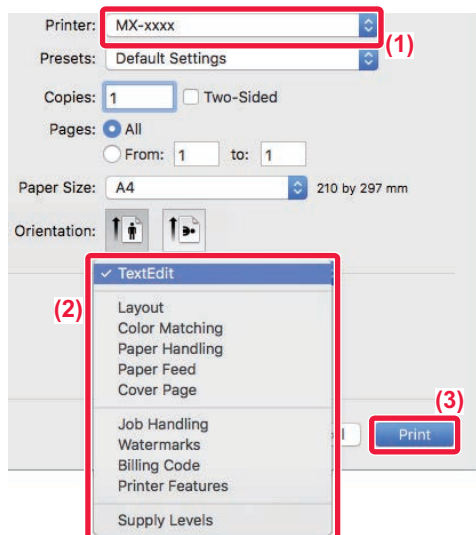 Printer: MX-xxxx
(1)
Presets: Default Settings
Copies: 1 Two-Sided
Pages: All
From: 1 to: 1
Paper Size: A4 210 by 297 mm
Orientation:
✓ TextEdit
(2)
Layout
Color Matching
Paper Handling
Paper Feed
Cover Page
(3)
Job Handling
Watermarks
Billing Code
Printer Features
Print
Supply Levels